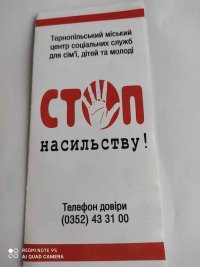 Тернопільський міський
центр соціальних служб
для сім'ї, дітей та молоді
СТОП
насильству!
Телефон довіри
(0352) 43 31 00
REDMI NOTE 9S
AI QUAD CAMERA